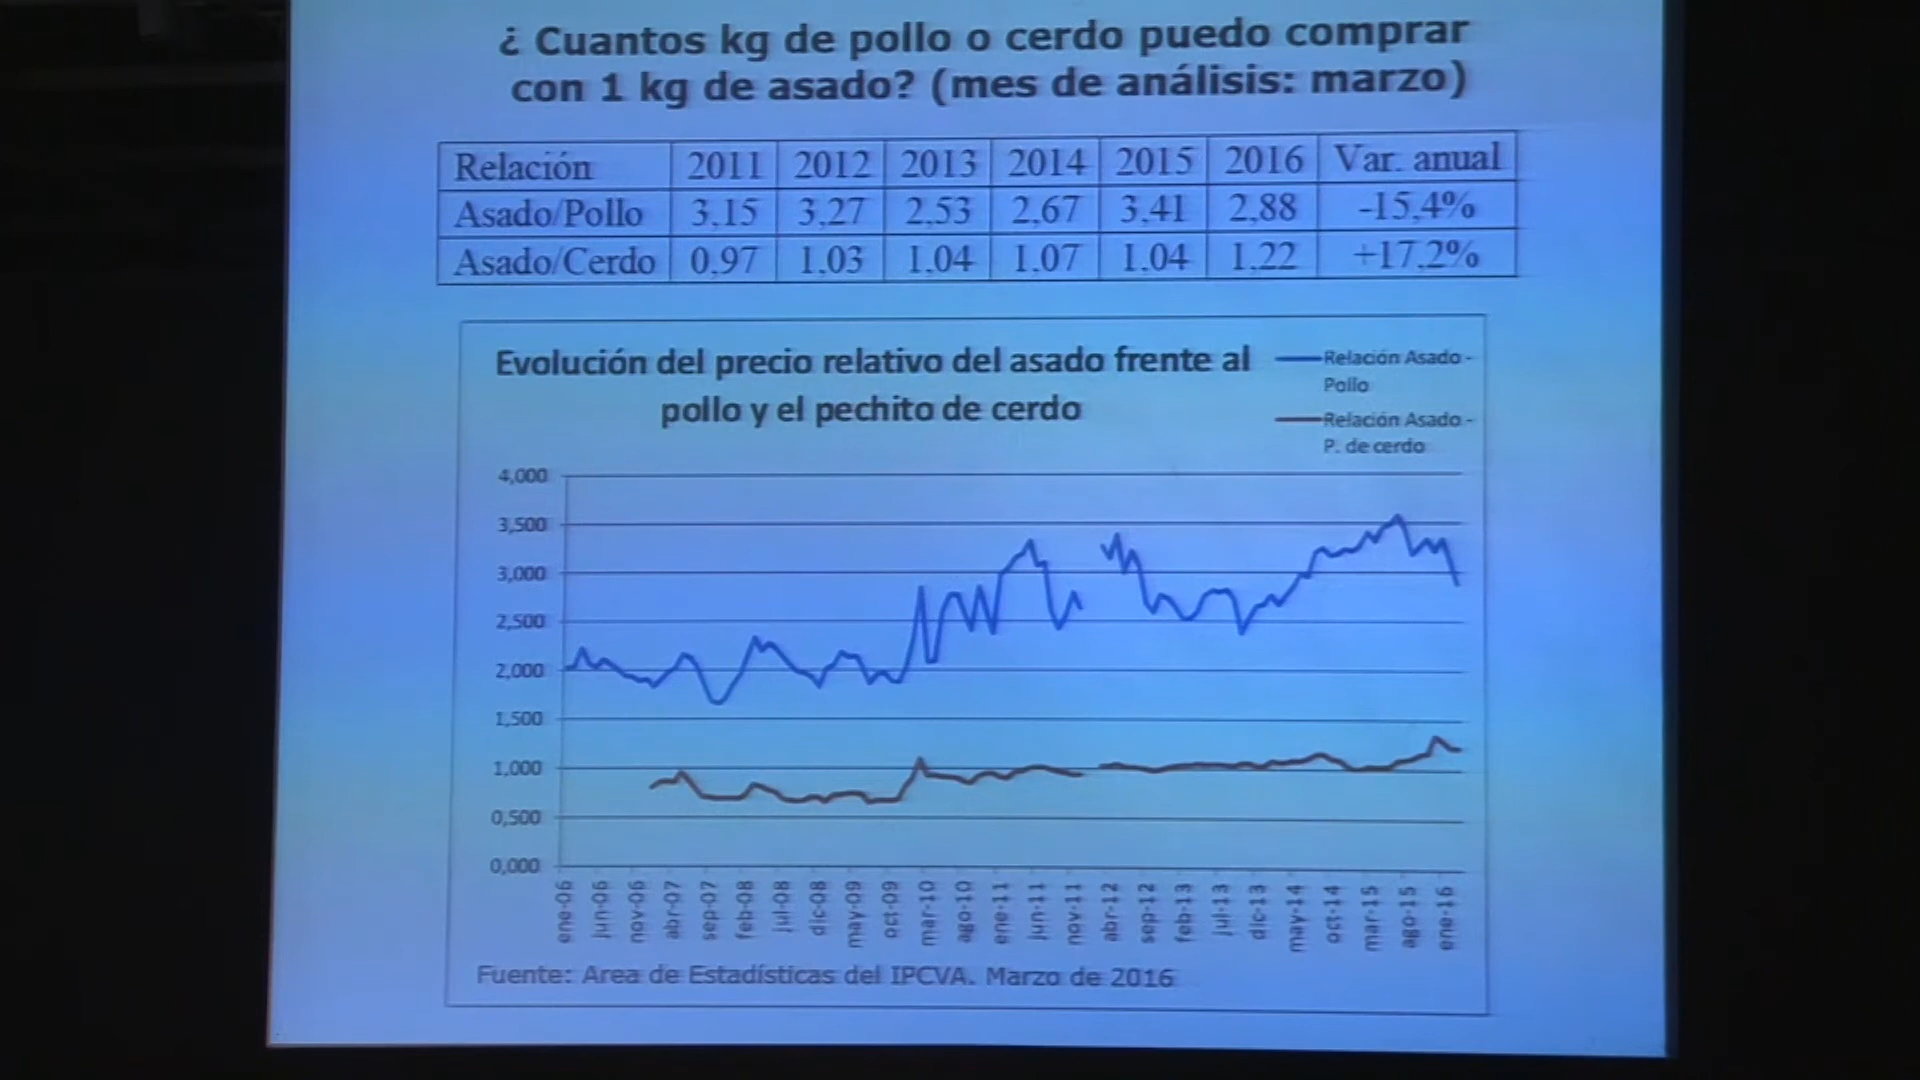 ¿ Cuantos kg de pollo o cerdo puedo comprar
con 1 kg de asado? (mes de análisis: marzo)
Relación 2011 2012 2013 2014 2015 2016 Var. anual
Asado/Pollo 3,15 3,27 2,53 2,67 3,41 2,88 -15,4%
Asado/Cerdo 0,97 1,03 1,04 1,07 1,04 1,22 +17,2%
Evolución del precio relativo del asado frente al
pollo y el pechito de cerdo
Relación Asado -
Pollo
Relación Asado -
P. de cerdo
4,000
3,500
3,000
2,500
2,000
1,500
1,000
0,500
0,000
ene-06 jun-06 nov-06 abr-07 sep-07 feb-08 jul-08 dic-08 may-09 oct-09 mar-10 ago-10 ene-11 jun-11 nov-11 abr-12 sep-12 feb-13 jul-13 dic-13 may-14 oct-14 mar-15 ago-15 ene-16
Fuente: Area de Estadísticas del IPCVA. Marzo de 2016